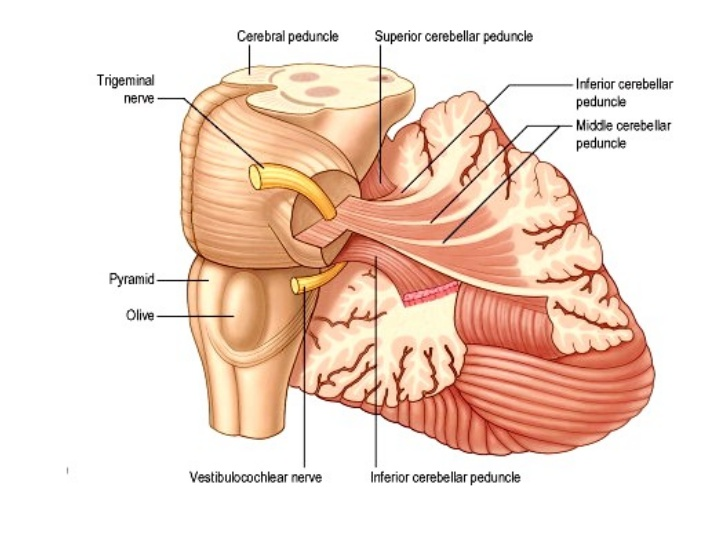 Cerebral peduncle
Superior cerebellar peduncle
Trigeminal
nerve
Inferior cerebellar
peduncle
Middle cerebellar
peduncle
Pyramid
Olive
Vestibulocochlear nerve
Inferior cerebellar peduncle